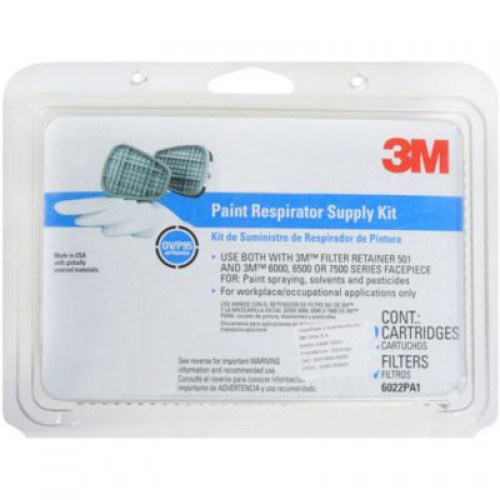 3M
Paint Respirator Supply Kit
Kit de Suministro de Respirador de Pintura
OV/P95
APPROVED
Made in USA
with globally
sourced materials.
• USE BOTH WITH 3M™ FILTER RETAINER 501
AND 3M™ 6000, 6500 OR 7500 SERIES FACEPIECE
FOR: Paint spraying, solvents and pesticides
• For workplace/occupational applications only
CONT.:
CARTRIDGES
CARTUCHOS
FILTERS
FILTROS
6022PA1
See reverse for important WARNING
information and recommended use.
Consulte el reverso para conocer información
importante de ADVERTENCIA y uso recomendado.